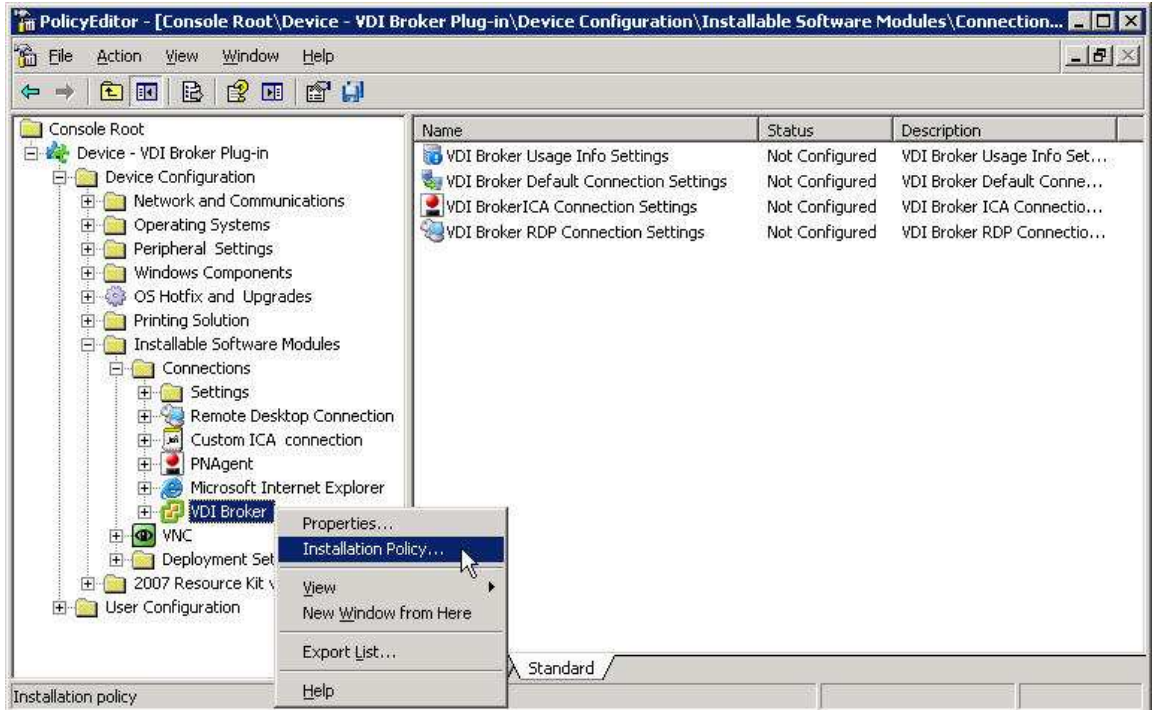 PolicyEditor - [Console Root\Device - VDI Broker Plug-in\Device Configuration\Installable Software Modules\Connection...
File Action View Window Help
Console Root
Device - VDI Broker Plug-in
Device Configuration
Network and Communications
Operating Systems
Peripheral Settings
Windows Components
OS Hotfix and Upgrades
Printing Solution
Installable Software Modules
Connections
Settings
Remote Desktop Connection
Custom ICA connection
PNAgent
Microsoft Internet Explorer
VDI Broker
VNC
Deployment Set
2007 Resource Kit
User Configuration
Name Status Description
VDI Broker Usage Info Settings Not Configured VDI Broker Usage Info Set...
VDI Broker Default Connection Settings Not Configured VDI Broker Default Conne...
VDI BrokerICA Connection Settings Not Configured VDI Broker ICA Connectio...
VDI Broker RDP Connection Settings Not Configured VDI Broker RDP Connectio...
Properties...
Installation Policy...
View
New Window from Here
Export List...
Help
Standard
Installation policy